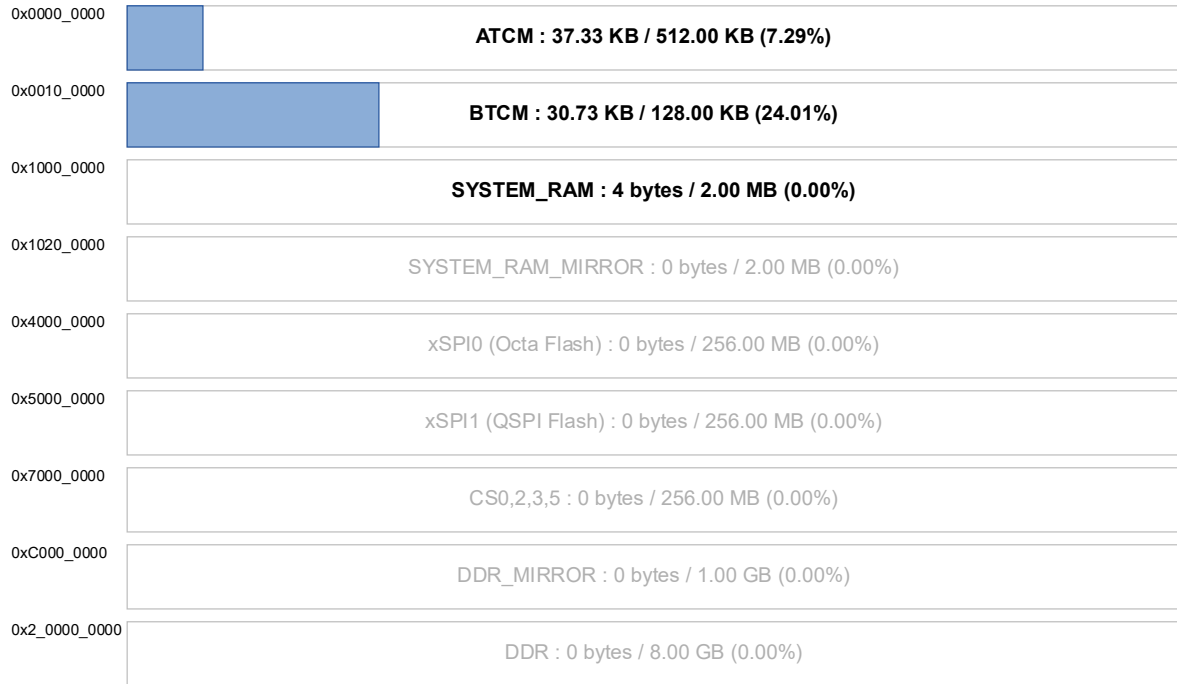 0x0000_0000
ATCM : 37.33 KB / 512.00 KB (7.29%)
0x0010_0000
BTCM : 30.73 KB / 128.00 KB (24.01%)
0x1000_0000
SYSTEM_RAM : 4 bytes / 2.00 MB (0.00%)
0x1020_0000
SYSTEM_RAM_MIRROR : 0 bytes / 2.00 MB (0.00%)
0x4000_0000
xSPI0 (Octa Flash) : 0 bytes / 256.00 MB (0.00%)
0x5000_0000
xSPI1 (QSPI Flash) : 0 bytes / 256.00 MB (0.00%)
0x7000_0000
CS0,2,3,5 : 0 bytes / 256.00 MB (0.00%)
0xC000_0000
DDR_MIRROR : 0 bytes / 1.00 GB (0.00%)
0x2_0000_0000
DDR : 0 bytes / 8.00 GB (0.00%)